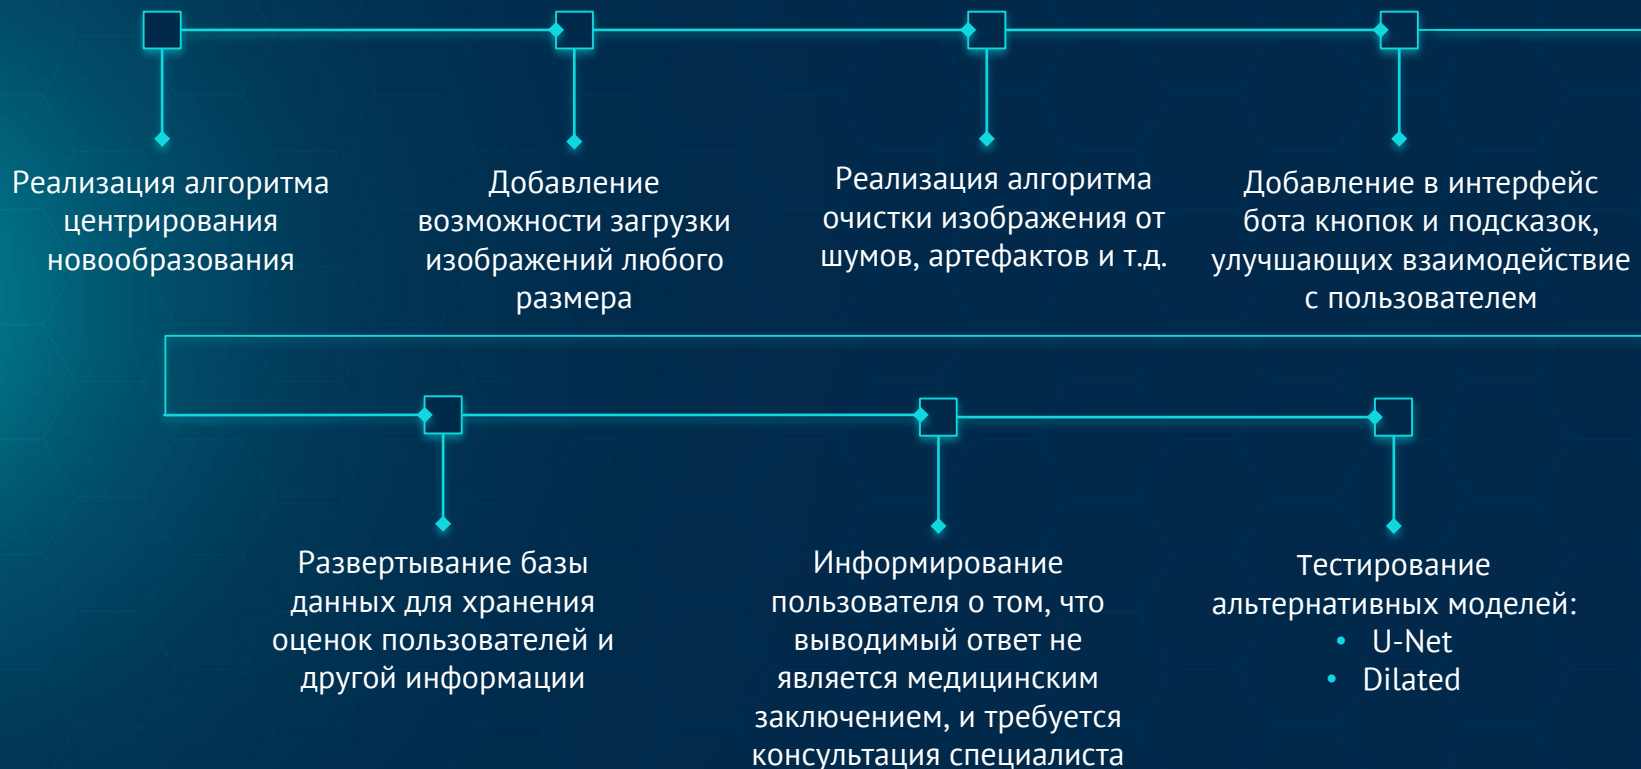 Реализация алгоритма
центрирования
новообразования
Добавление
возможности загрузки
изображений любого
размера
Реализация алгоритма
очистки изображения от
шумов, артефактов и т.д.
Добавление в интерфейс
бота кнопок и подсказок,
улучшающих взаимодействие
с пользователем
Развертывание базы
данных для хранения
оценок пользователей и
другой информации
Информирование
пользователя о том, что
выводимый ответ не
является медицинским
заключением, и требуется
консультация специалиста
Тестирование
альтернативных моделей:
• U-Net
• Dilated